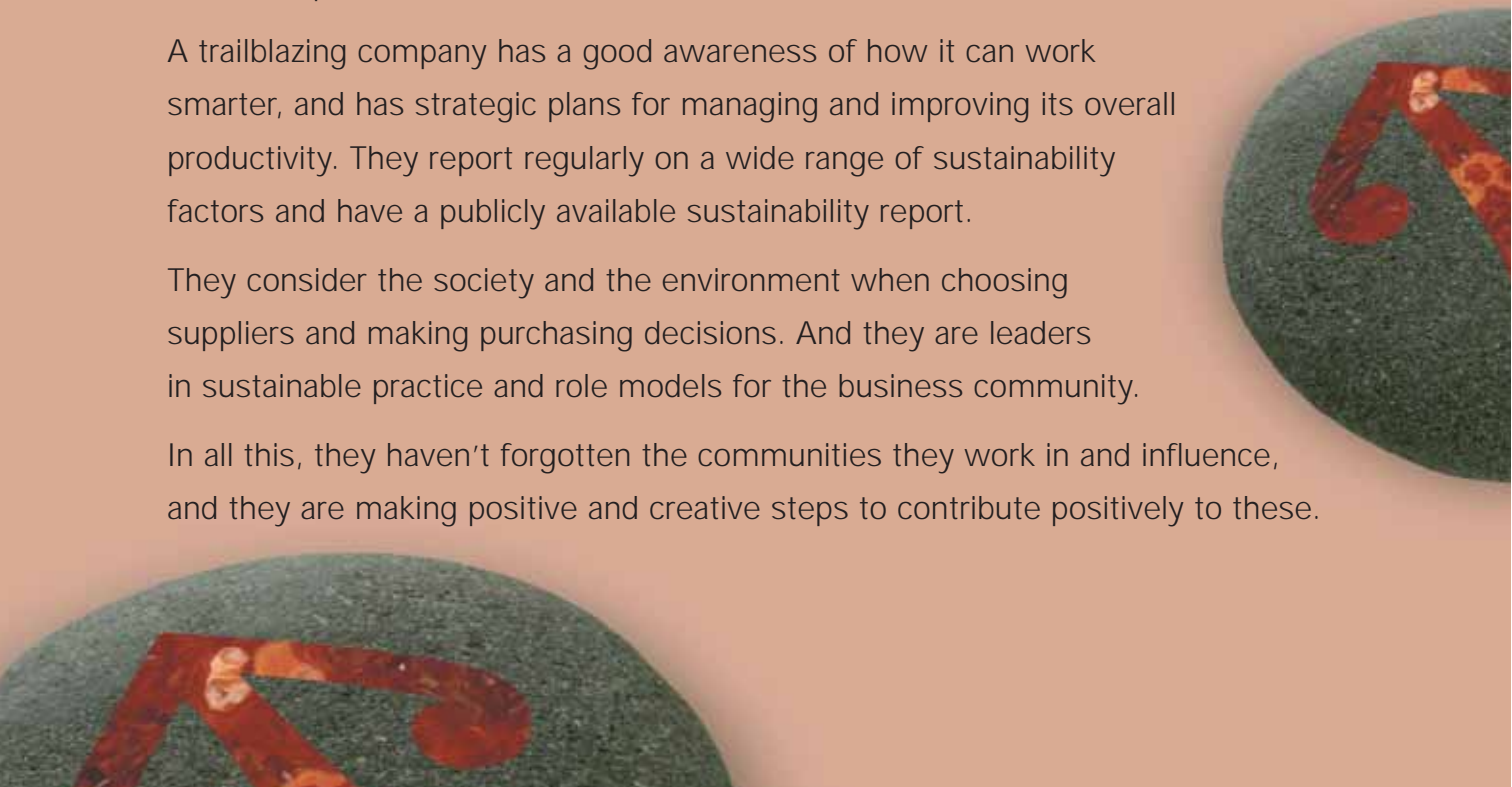 A trailblazing company has a good awareness of how it can work
smarter, and has strategic plans for managing and improving its overall
productivity. They report regularly on a wide range of sustainability
factors and have a publicly available sustainability report.
They consider the society and the environment when choosing
suppliers and making purchasing decisions. And they are leaders
in sustainable practice and role models for the business community.
In all this, they haven't forgotten the communities they work in and influence,
and they are making positive and creative steps to contribute positively to these.